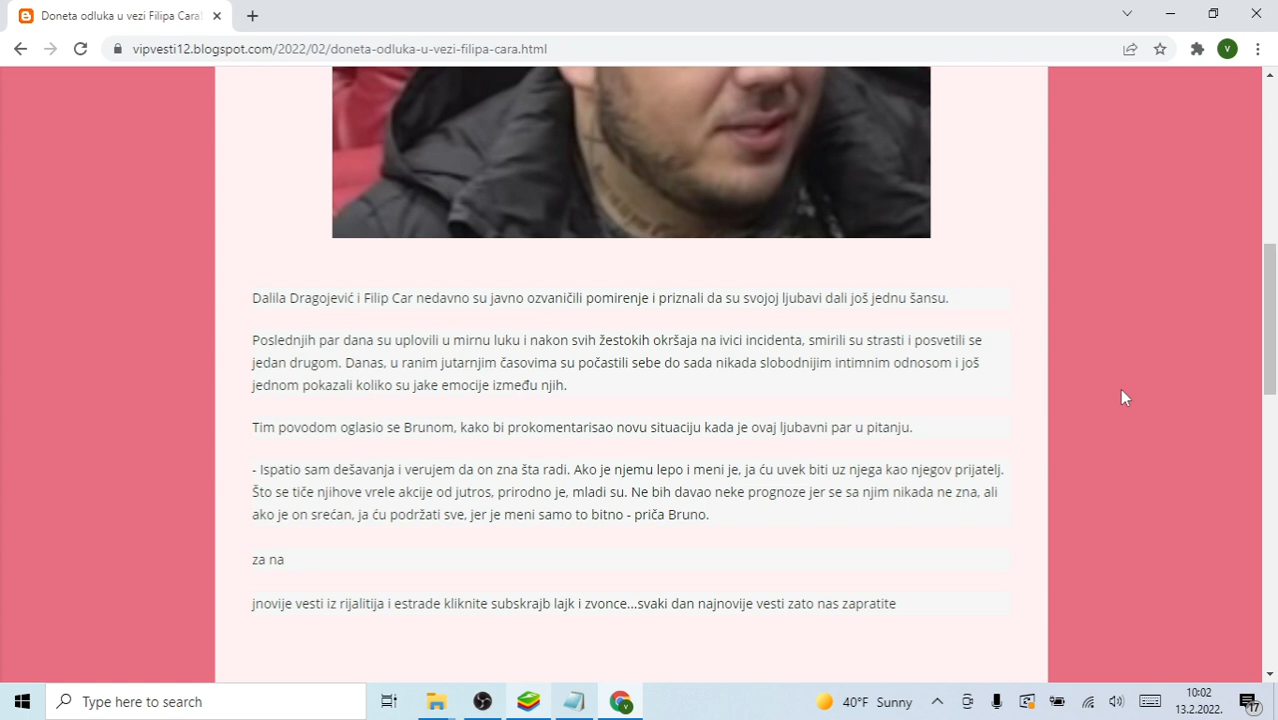 Doneta odluka u vezi Filipa Cara
vipvesti12.blogspot.com/2022/02/doneta-odluka-u-vezi-filipa-cara.html
V
Dalila Dragojević i Filip Car nedavno su javno ozvaničili pomirenje i priznali da su svojoj ljubavi dali još jednu šansu.
Poslednjih par dana su uplovili u mirnu luku i nakon svih žestokih okršaja na ivici incidenta, smirili su strasti i posvetili se
jedan drugom. Danas, u ranim jutarnjim časovima su počastili sebe do sada nikada slobodnijim intimnim odnosom i još
jednom pokazali koliko su jake emocije između njih.
Tim povodom oglasio se Brunom, kako bi prokomentarisao novu situaciju kada je ovaj ljubavni par u pitanju.
- Ispatio sam dešavanja i verujem da on zna šta radi. Ako je njemu lepo i meni je, ja ću uvek biti uz njega kao njegov prijatelj.
Što se tiče njihove vrele akcije od jutros, prirodno je, mladi su. Ne bih davao neke prognoze jer se sa njim nikada ne zna, ali
ako je on srećan, ja ću podržati sve, jer je meni samo to bitno - priča Bruno.
za na
jnovije vesti iz rijalitija i estrade kliknite subskrajb lajk i zvonce...svaki dan najnovije vesti zato nas zapratite
Type here to search
40°F Sunny
10:02
13.2.2022.
17